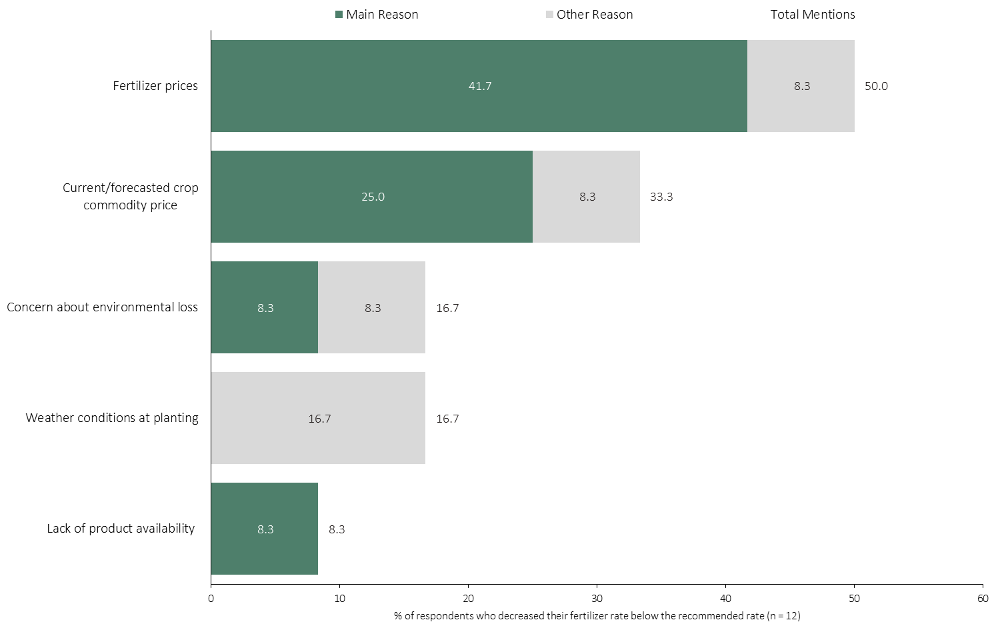 Main Reason Other Reason Total Mentions
Fertilizer prices 41.7 8.3 50.0
Current/forecasted crop
commodity price 25.0 8.3 33.3
Concern about environmental loss 8.3 8.3 16.7
Weather conditions at planting 16.7 16.7
Lack of product availability 8.3 8.3
0 10 20 30 40 50 60
% of respondents who decreased their fertilizer rate below the recommended rate (n = 12)